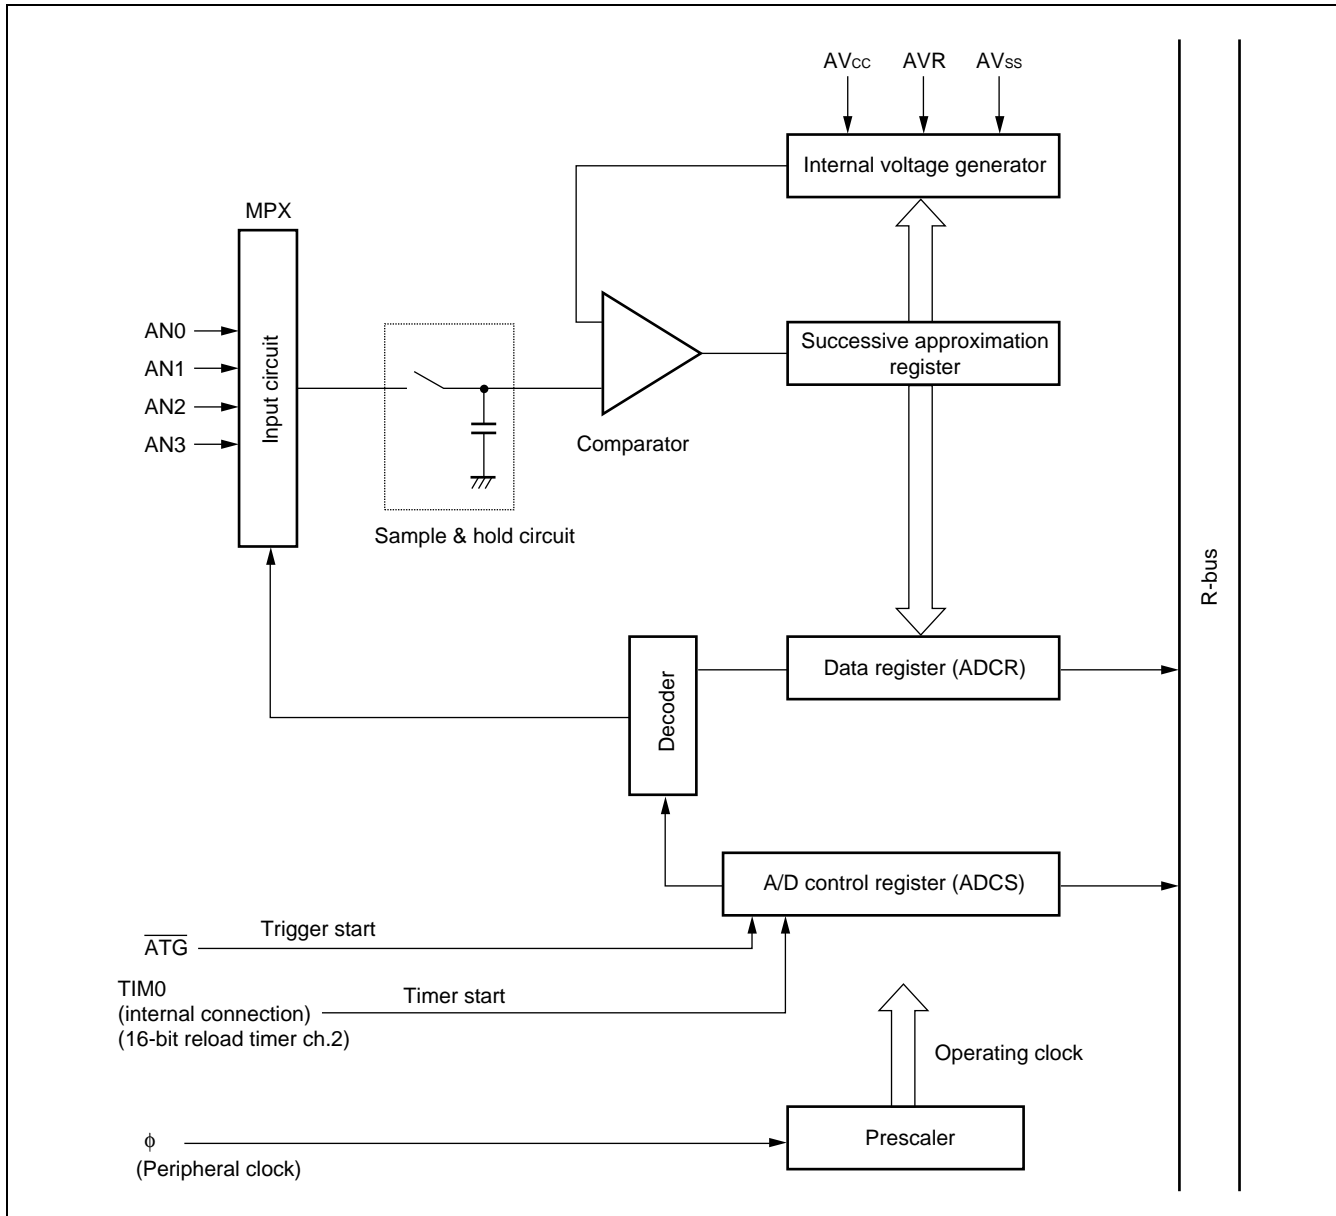 AVCC AVR AVSS
Internal voltage generator
MPX
Input circuit
AN0
AN1
AN2
AN3
Sample & hold circuit
Comparator
Successive approximation
register
R-bus
Decoder
Data register (ADCR)
A/D control register (ADCS)
ATG
Trigger start
TIM0
(internal connection)
(16-bit reload timer ch.2)
Timer start
Operating clock
Prescaler
ϕ
(Peripheral clock)